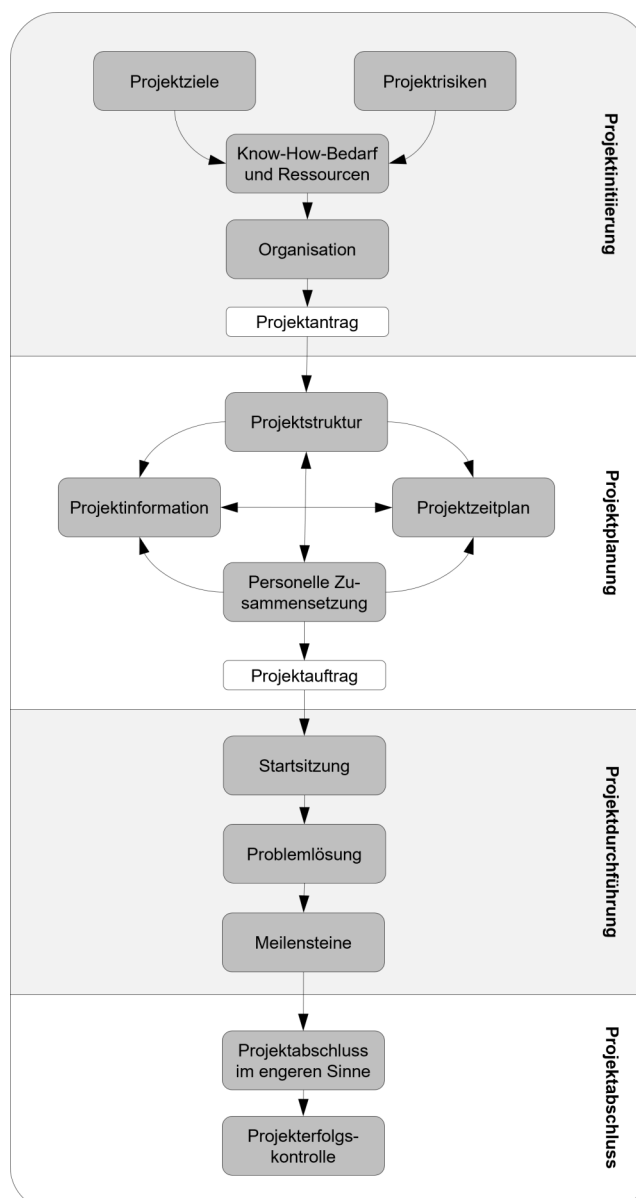 Projektziele
Projektrisiken
Know-How-Bedarf
und Ressourcen
Organisation
Projektantrag
Projektinitiierung
Projektstruktur
Projektinformation
Projektzeitplan
Personelle Zu-
sammensetzung
Projektauftrag
Projektplanung
Startsitzung
Problemlösung
Meilensteine
Projektdurchführung
Projektabschluss
im engeren Sinne
Projekterfolgs-
kontrolle
Projektabschluss